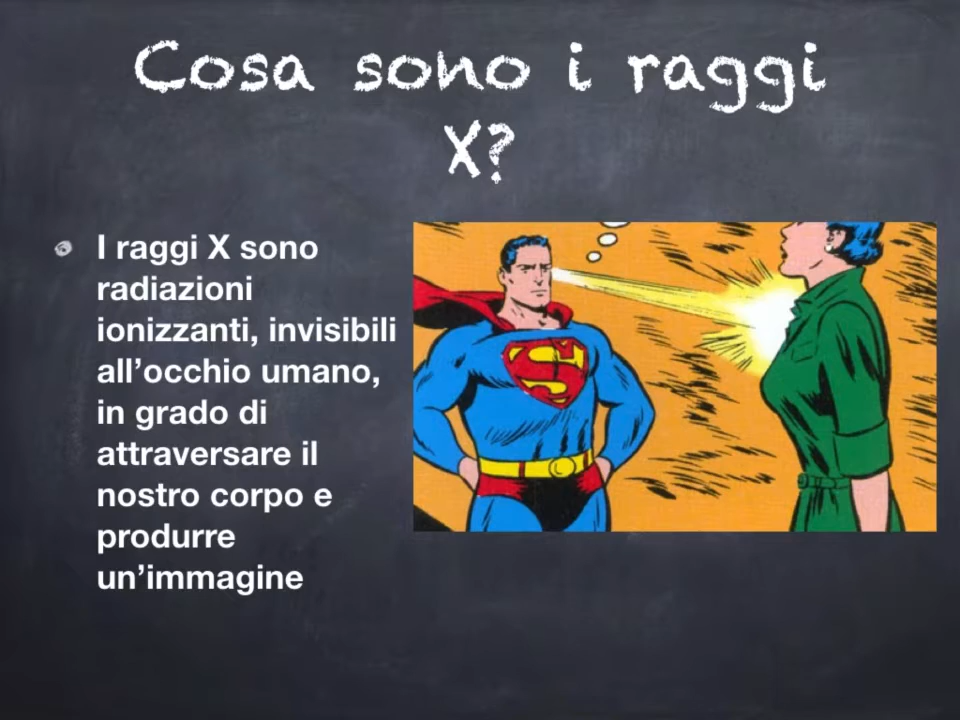 Cosa sono i raggi
X?
I raggi X sono
radiazioni
ionizzanti, invisibili
all’occhio umano,
in grado di
attraversare il
nostro corpo e
produrre
un’immagine
S